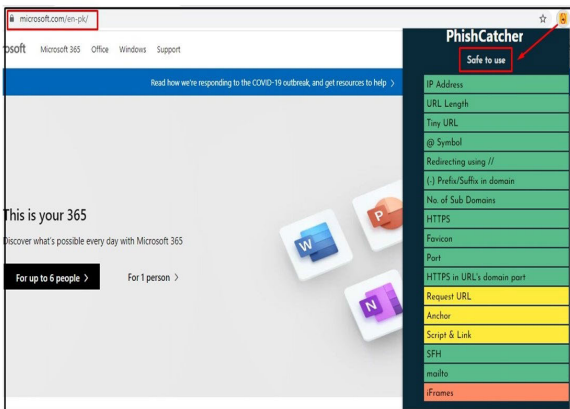 microsoft.com/en-pk/
PhishCatcher
Safe to use
osoft Microsoft 365 Office Windows Support
Read how we're responding to the COVID-19 outbreak, and get resources to help >
This is your 365
Discover what's possible every day with Microsoft 365
For up to 6 people > For 1 person >
W
P
N
IP Address
URL Length
Tiny URL
@ Symbol
Redirecting using //
(-) Prefix/Suffix in domain
No. of Sub Domains
HTTPS
Favicon
Port
HTTPS in URL's domain part
Request URL
Anchor
Script & Link
SFH
mailto
iFrames